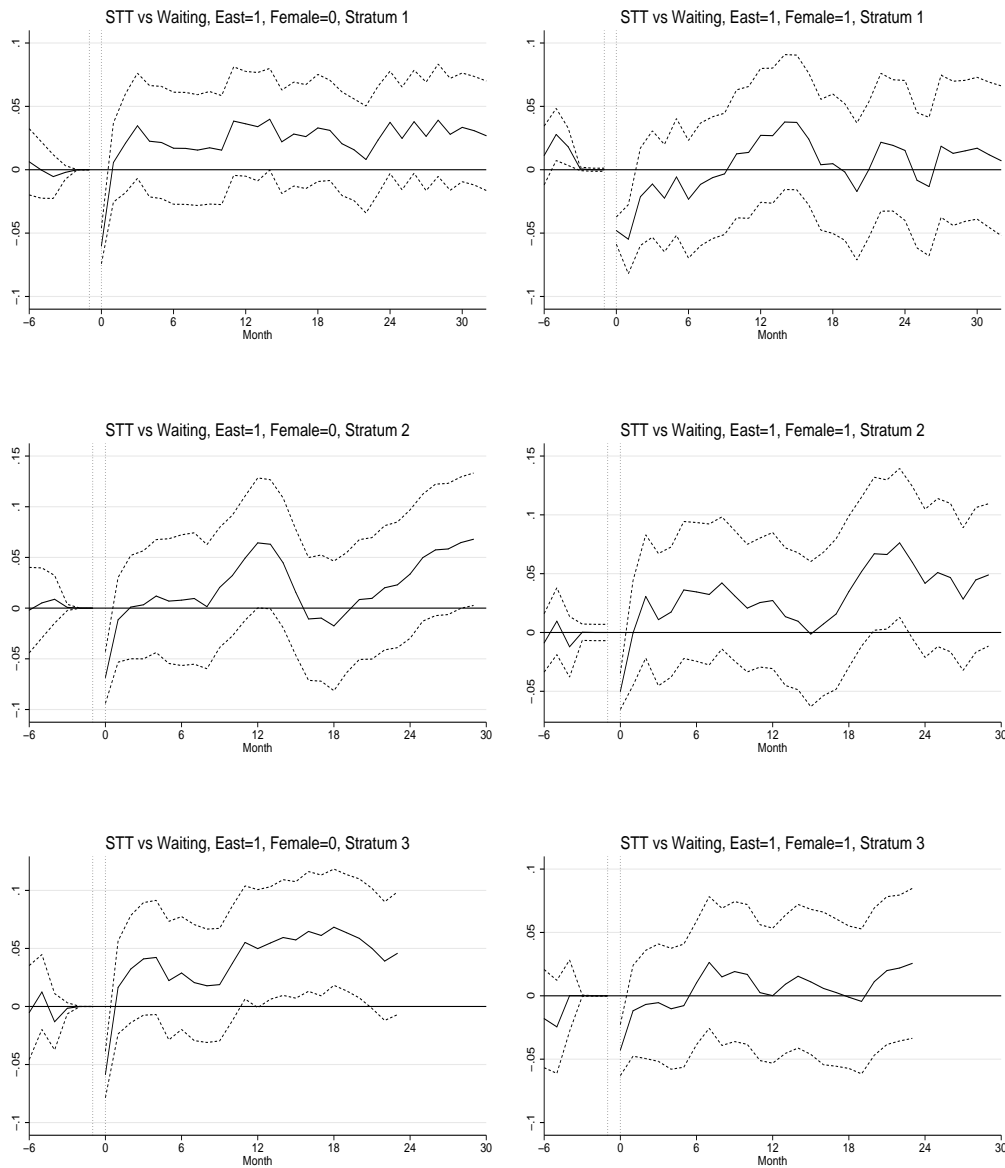 STT vs Waiting, East=1, Female=0, Stratum 1
.1
.05
0
−.05
−.1
−6 0 6 12 18 24 30
Month
STT vs Waiting, East=1, Female=1, Stratum 1
.1
.05
0
−.05
−.1
−6 0 6 12 18 24 30
Month
STT vs Waiting, East=1, Female=0, Stratum 2
.15
.1
.05
0
−.05
−.1
−6 0 6 12 18 24 30
Month
STT vs Waiting, East=1, Female=1, Stratum 2
.15
.1
.05
0
−.05
−6 0 6 12 18 24 30
Month
STT vs Waiting, East=1, Female=0, Stratum 3
.1
.05
0
−.05
−.1
−6 0 6 12 18 24 30
Month
STT vs Waiting, East=1, Female=1, Stratum 3
.1
.05
0
−.05
−.1
−6 0 6 12 18 24 30
Month